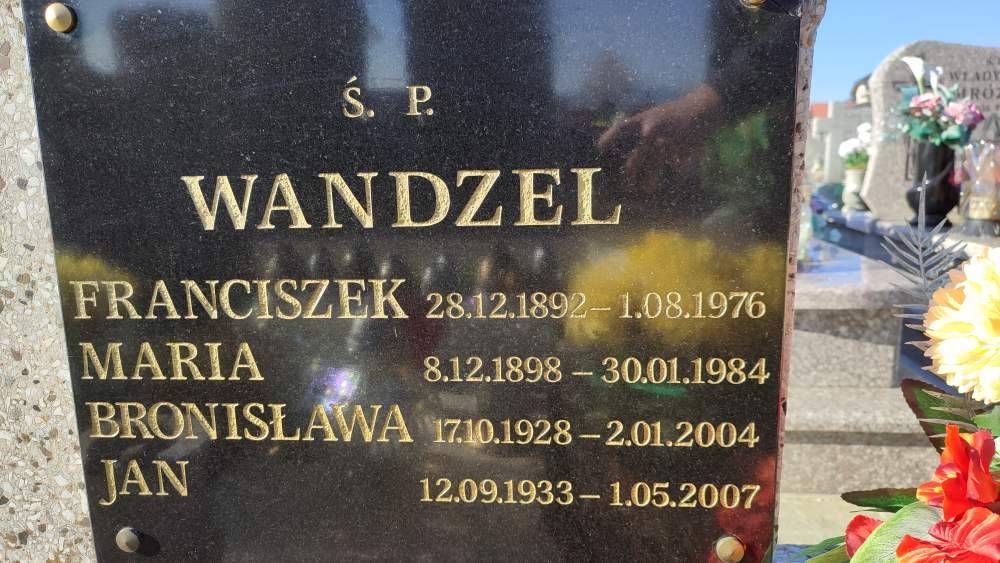 Ś. P.
WANDZEL
FRANCISZEK 28.12.1892 – 1.08.1976
MARIA 8.12.1898 – 30.01.1984
BRONISŁAWA 17.10.1928 – 2.01.2004
JAN 12.09.1933 – 1.05.2007